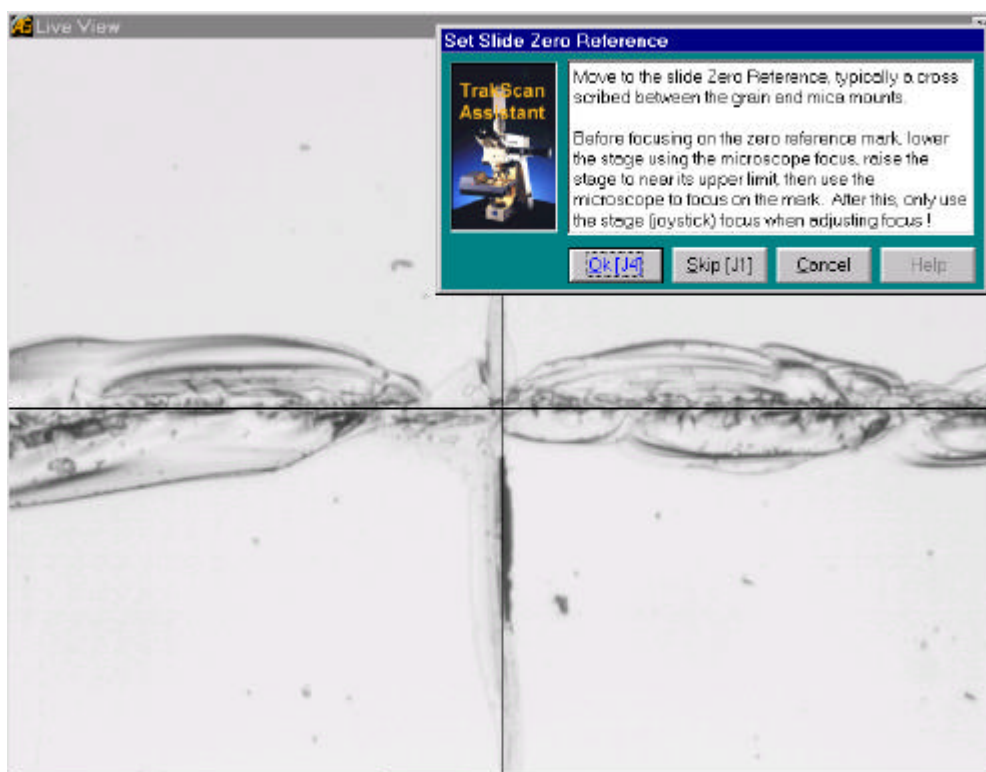 Live View
Set Slide Zero Reference
TrakScan
Assistant
Move to the slide Zero Reference, typically a cross
scribed between the grain and mica mounts.
Before focusing on the zero reference mark, lower
the stage using the microscope focus, raise the
stage to near its upper limit, then use the
microscope to focus on the mark. After this, only use
the stage (joystick) focus when adjusting focus !
Ok [J4]
Skip [J1]
Cancel
Help